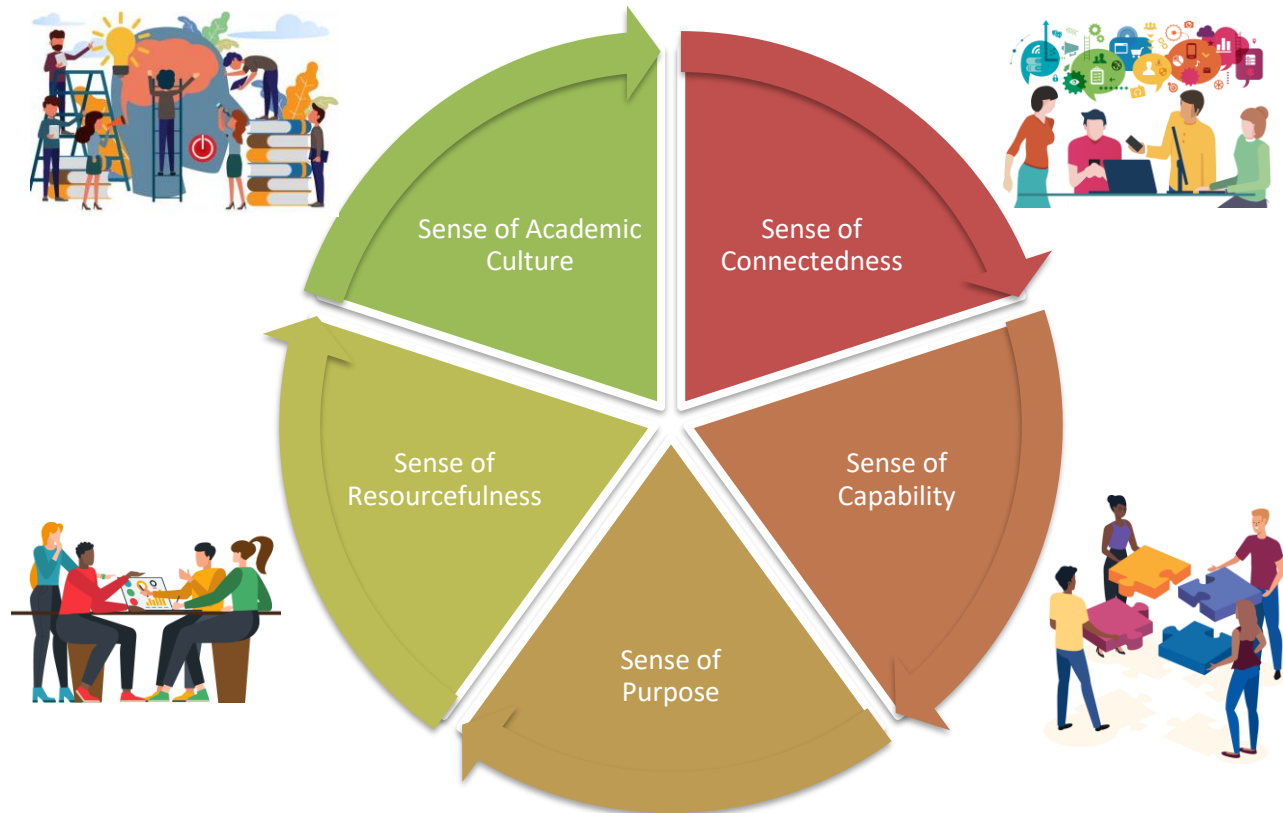 Sense of Academic
Culture
Sense of
Connectedness
Sense of
Resourcefulness
Sense of
Capability
Sense of
Purpose